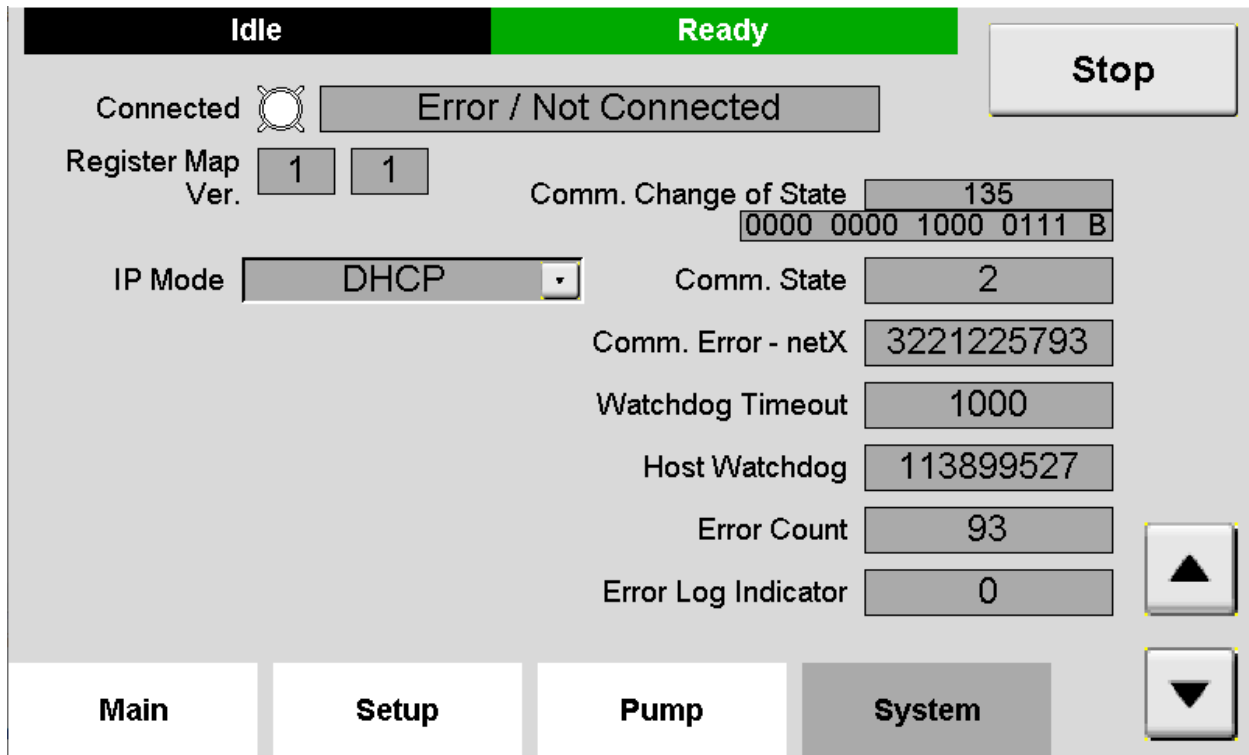 Idle
Ready
Stop
Connected
Error / Not Connected
Register Map
Ver.
1
1
Comm. Change of State
135
0000 0000 1000 0111 B
IP Mode
DHCP
Comm. State
2
Comm. Error - netX
3221225793
Watchdog Timeout
1000
Host Watchdog
113899527
Error Count
93
Error Log Indicator
0
Main
Setup
Pump
System